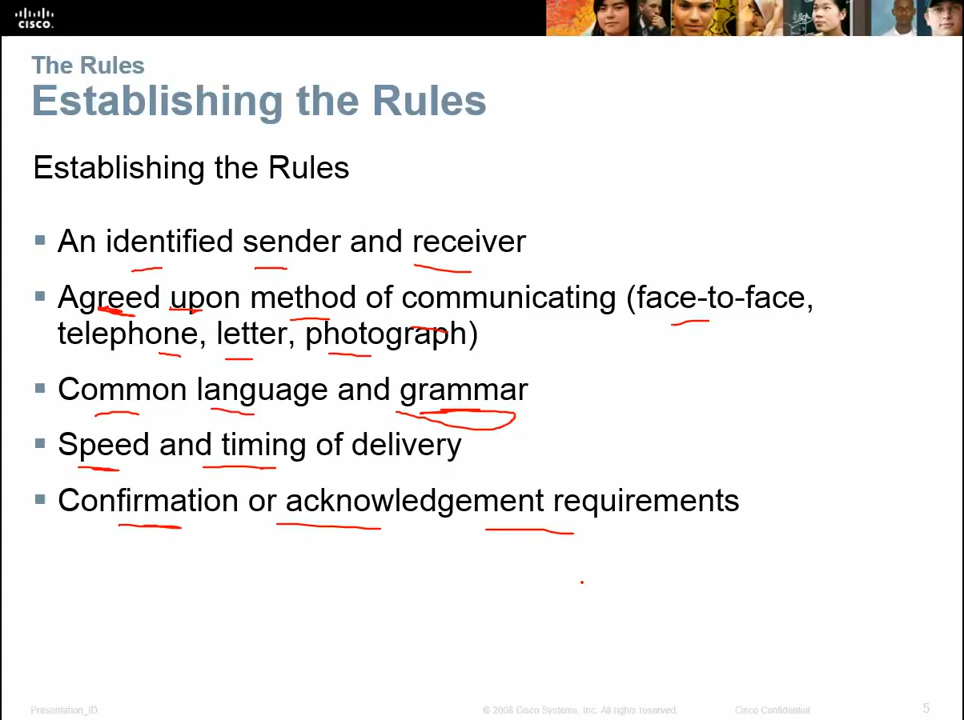 CISCO
The Rules
Establishing the Rules
Establishing the Rules
An identified sender and receiver
Agreed upon method of communicating (face-to-face,
telephone, letter, photograph)
Common language and grammar
Speed and timing of delivery
Confirmation or acknowledgement requirements
Presentation_ID © 2008 Cisco Systems, Inc. All rights reserved. Cisco Confidential 5